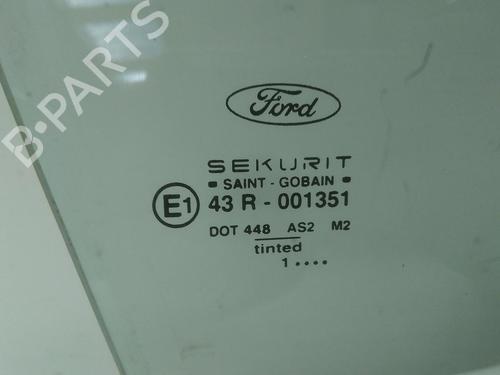 B-PARTS
Ford
SEKURIT
• SAINT - GOBAIN •
E1 43 R - 001351
DOT 448 AS2 M2
tinted
1 ••••